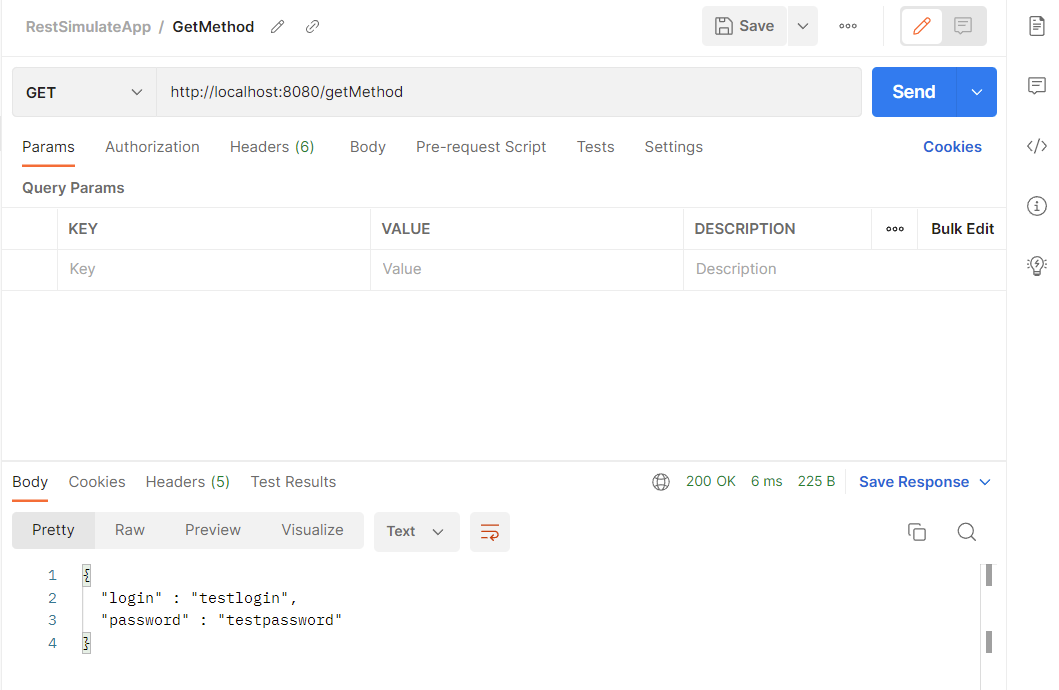 RestSimulateApp / GetMethod Save
GET http://localhost:8080/getMethod Send
Params Authorization Headers (6) Body Pre-request Script Tests Settings Cookies
Query Params
KEY VALUE DESCRIPTION Bulk Edit
Key Value Description
Body Cookies Headers (5) Test Results 200 OK 6 ms 225 B Save Response
Pretty Raw Preview Visualize Text
1 {
2 "login" : "testlogin",
3 "password" : "testpassword"
4 }